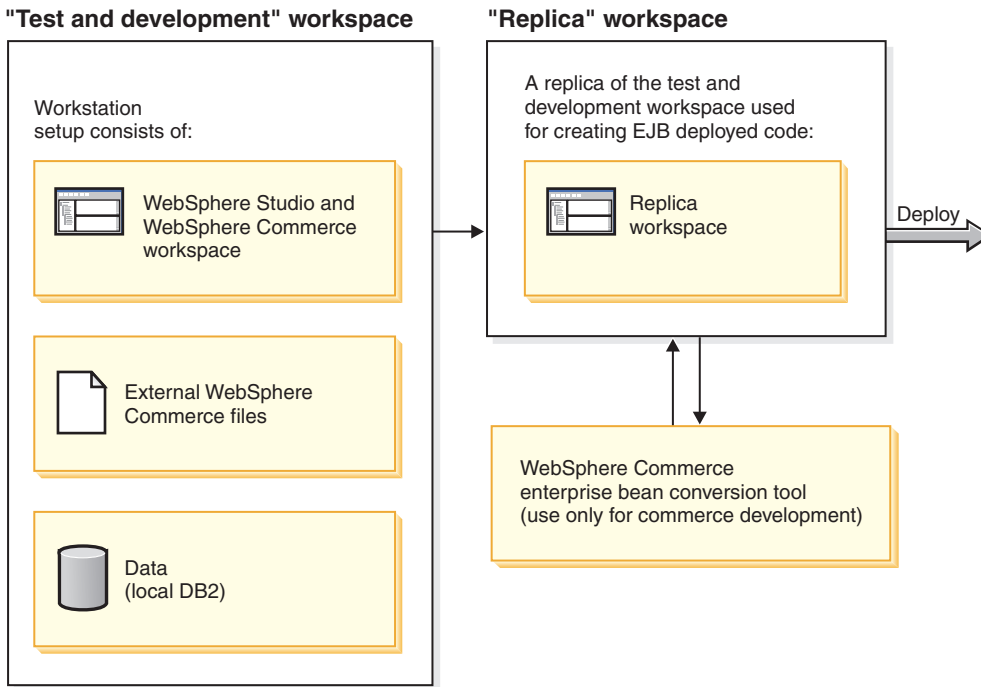 "Test and development" workspace
Workstation
setup consists of:
WebSphere Studio and
WebSphere Commerce
workspace
External WebSphere
Commerce files
Data
(local DB2)
"Replica" workspace
A replica of the test and
development workspace used
for creating EJB deployed code:
Replica
workspace
Deploy
WebSphere Commerce
enterprise bean conversion tool
(use only for commerce development)